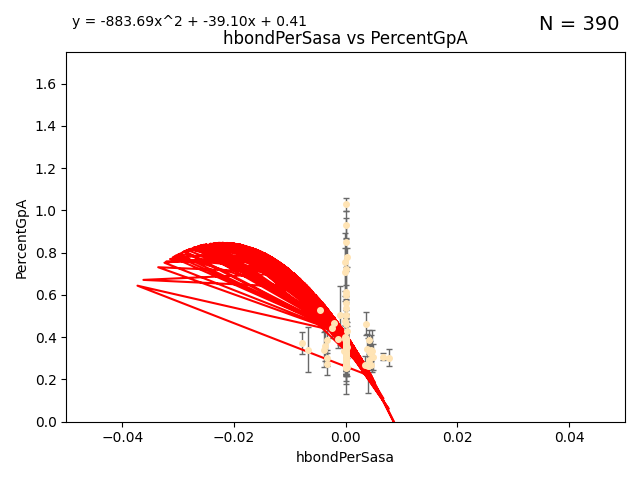 y = -883.69x^2 + -39.10x + 0.41
N = 390
hbondPerSasa vs PercentGpA
PercentGpA
1.6
1.4
1.2
1.0
0.8
0.6
0.4
0.2
0.0
−0.04 −0.02 0.00 0.02 0.04
hbondPerSasa